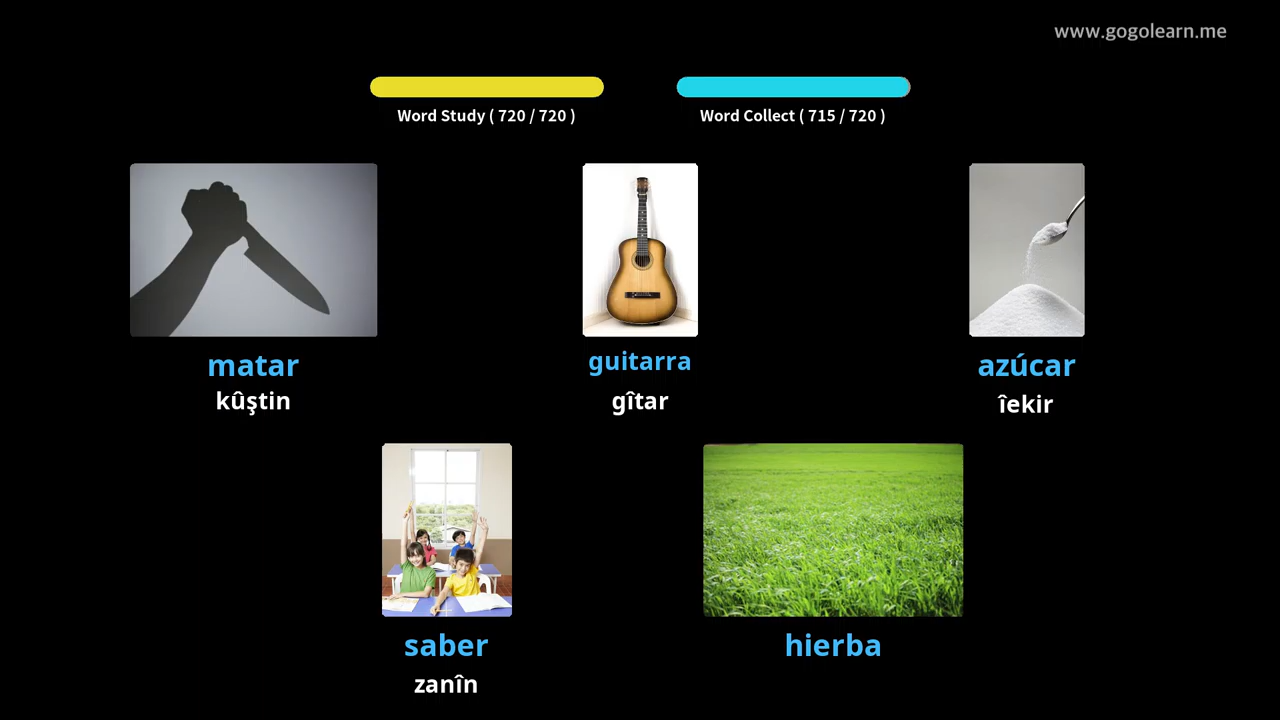 www.gogolearn.me
Word Study ( 720 / 720 )
Word Collect ( 715 / 720 )
matar
kûştin
guitarra
gîtar
azúcar
îekir
saber
zanîn
hierba